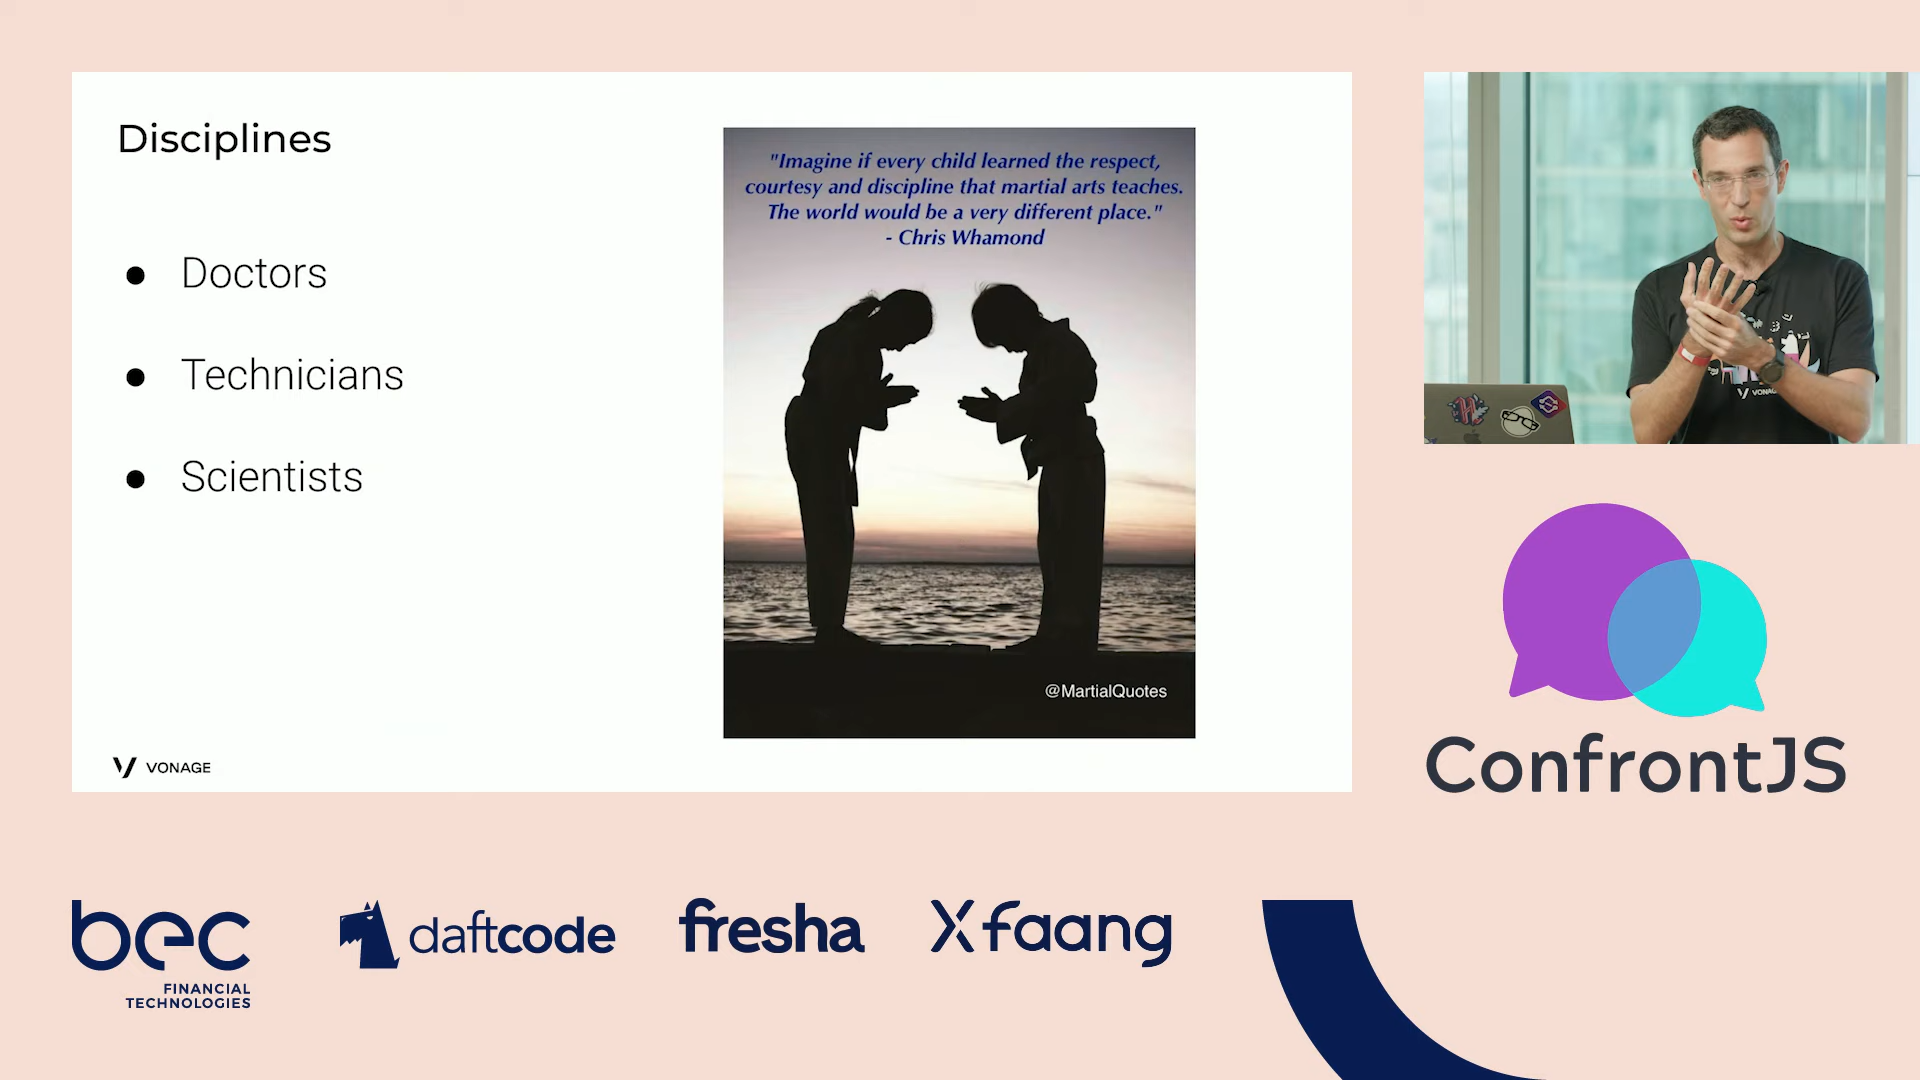 Disciplines
● Doctors
● Technicians
● Scientists
"Imagine if every child learned the respect,
courtesy and discipline that martial arts teaches.
The world would be a very different place."
- Chris Whamond
@MartialQuotes
VONAGE
ConfrontJS
bec
FINANCIAL
TECHNOLOGIES
daftcode
fresha
Xfaang